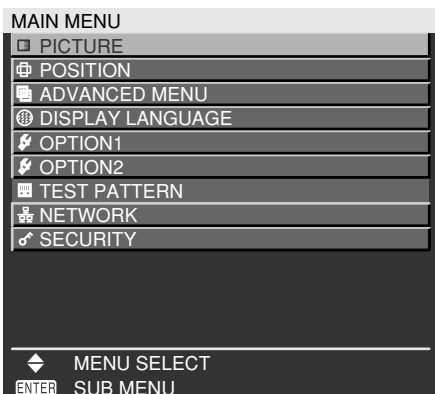 MAIN MENU
PICTURE
POSITION
ADVANCED MENU
DISPLAY LANGUAGE
OPTION1
OPTION2
TEST PATTERN
NETWORK
SECURITY
MENU SELECT
ENTER SUB MENU